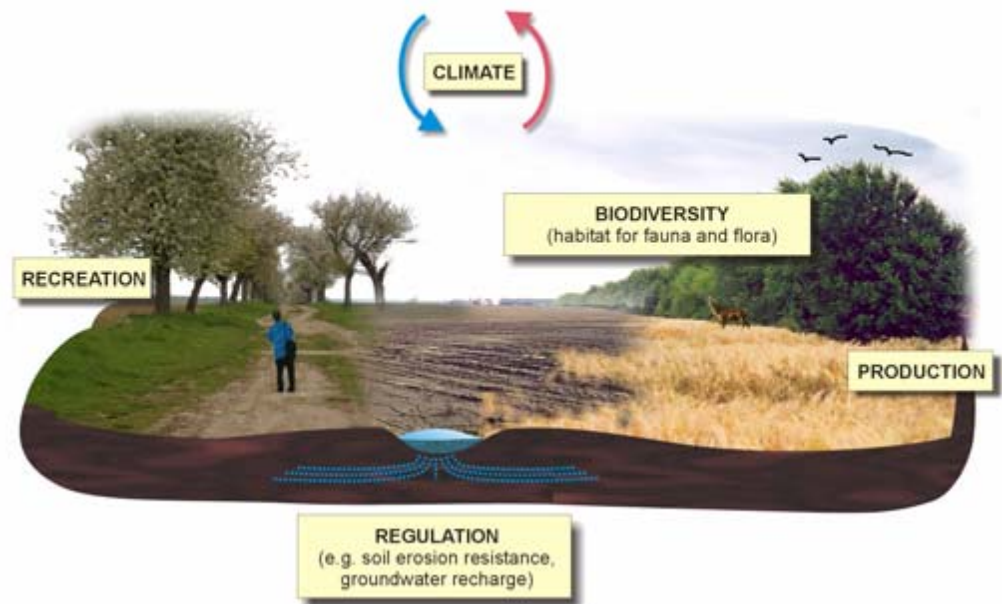 CLIMATE
BIODIVERSITY
(habitat for fauna and flora)
RECREATION
PRODUCTION
REGULATION
(e.g. soil erosion resistance,
groundwater recharge)